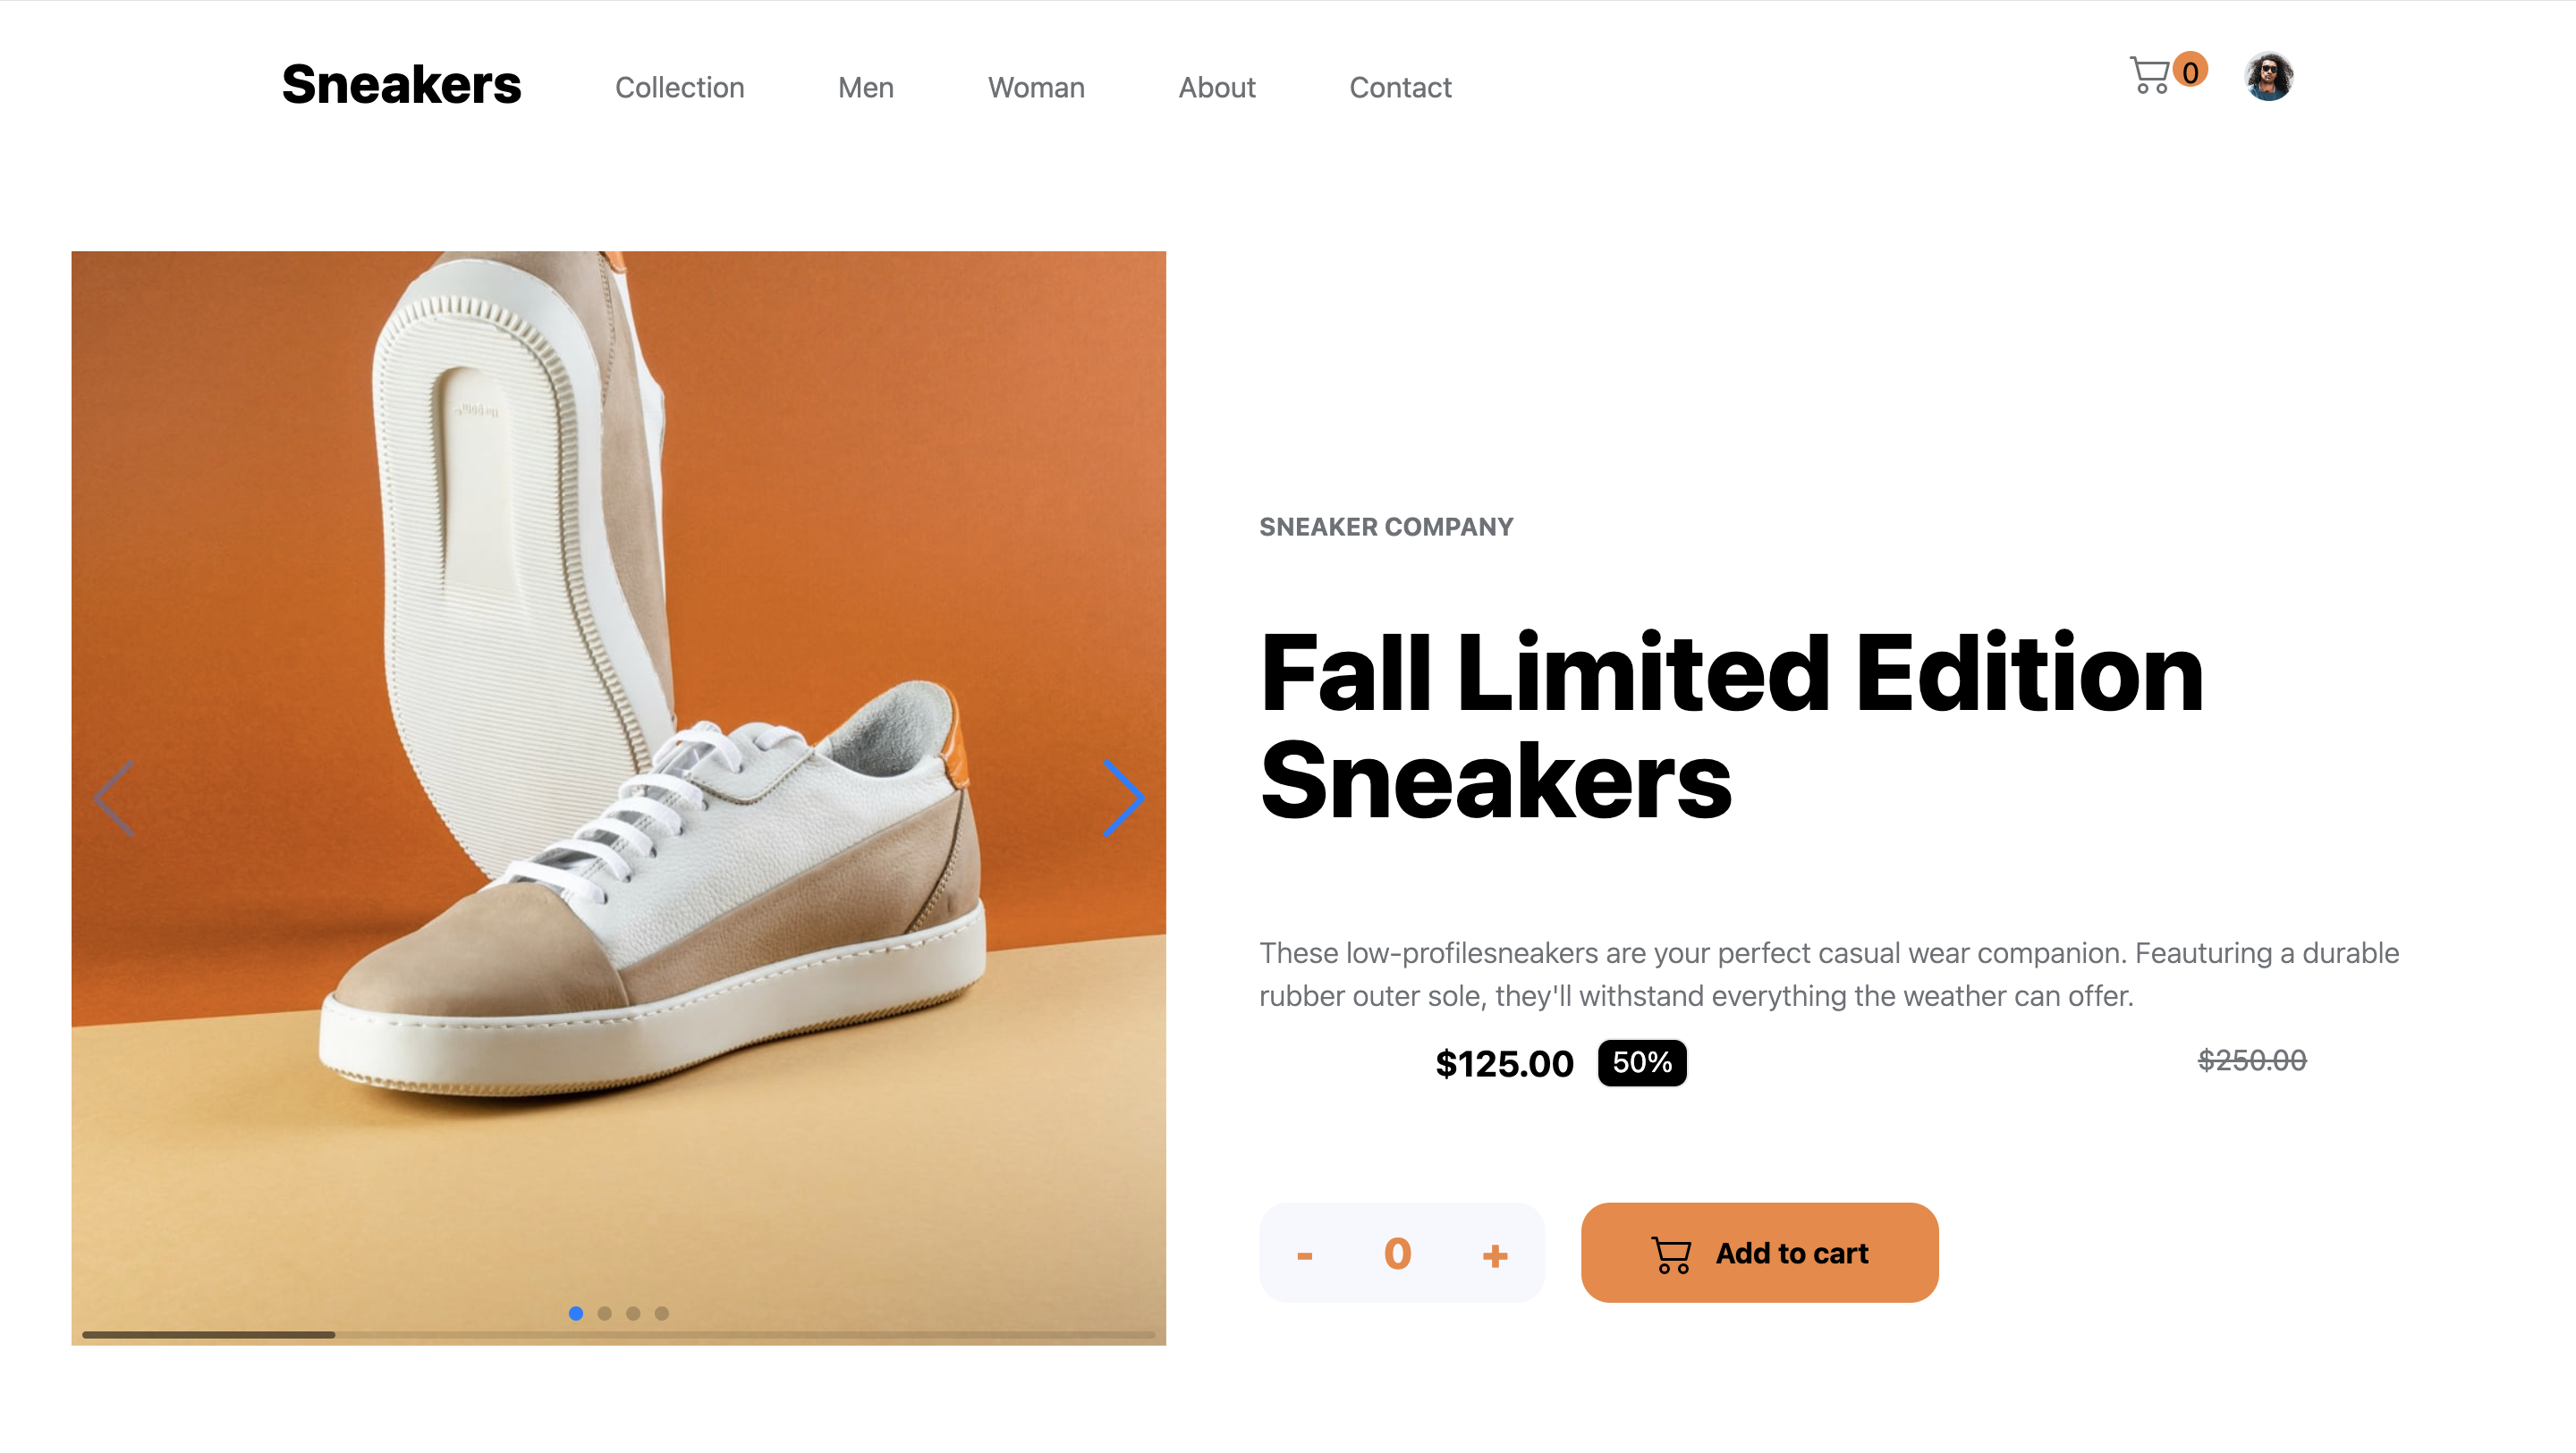 Sneakers Collection Men Woman About Contact 0
SNEAKER COMPANY
Fall Limited Edition
Sneakers
These low-profilesneakers are your perfect casual wear companion. Feauturing a durable
rubber outer sole, they'll withstand everything the weather can offer.
$125.00 50% $250.00
- 0 + Add to cart